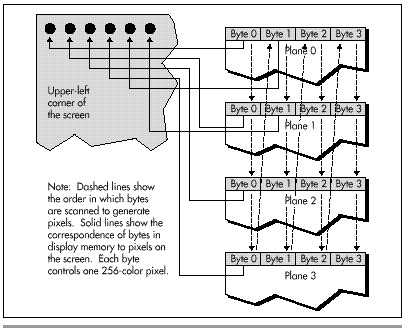 Byte 0 Byte 1 Byte 2 Byte 3
Plane 0
Upper-left
corner of
the screen
Byte 0 Byte 1 Byte 2 Byte 3
Plane 1
Note: Dashed lines show
the order in which bytes
are scanned to generate
pixels. Solid lines show the
correspondence of bytes in
display memory to pixels on
the screen. Each byte
controls one 256-color pixel.
Byte 0 Byte 1 Byte 2 Byte 3
Plane 2
Byte 0 Byte 1 Byte 2 Byte 3
Plane 3